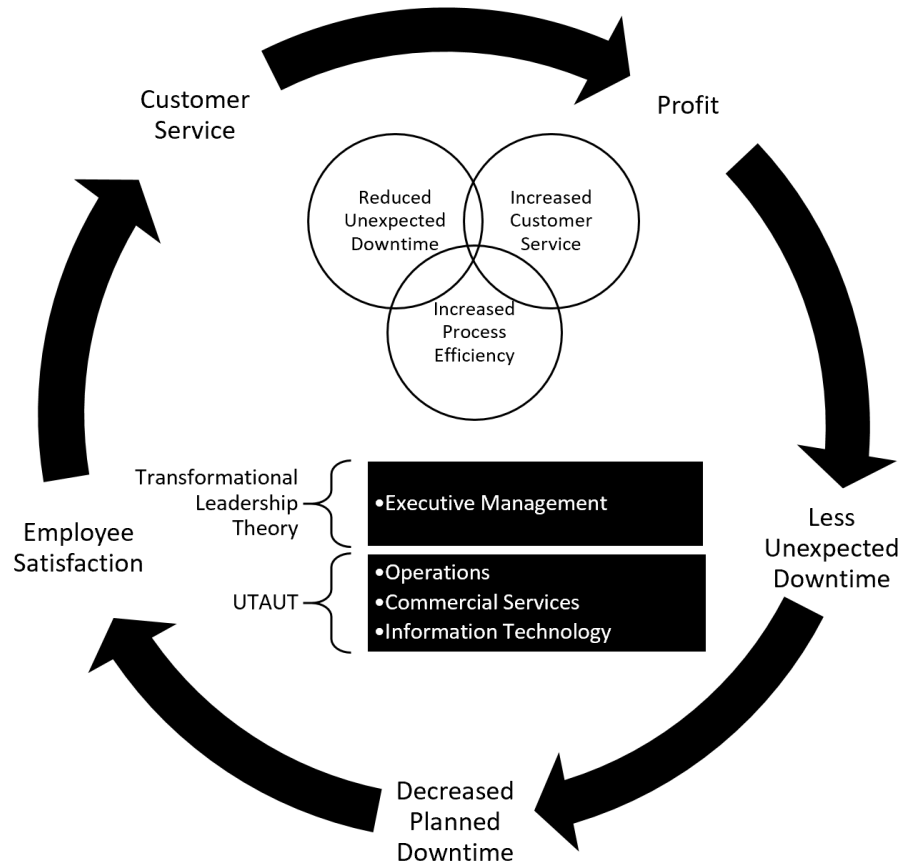 Customer
Service
Profit
Reduced
Unexpected
Downtime
Increased
Customer
Service
Increased
Process
Efficiency
Transformational
Leadership
Theory
•Executive Management
UTAUT
•Operations
•Commercial Services
•Information Technology
Employee
Satisfaction
Less
Unexpected
Downtime
Decreased
Planned
Downtime